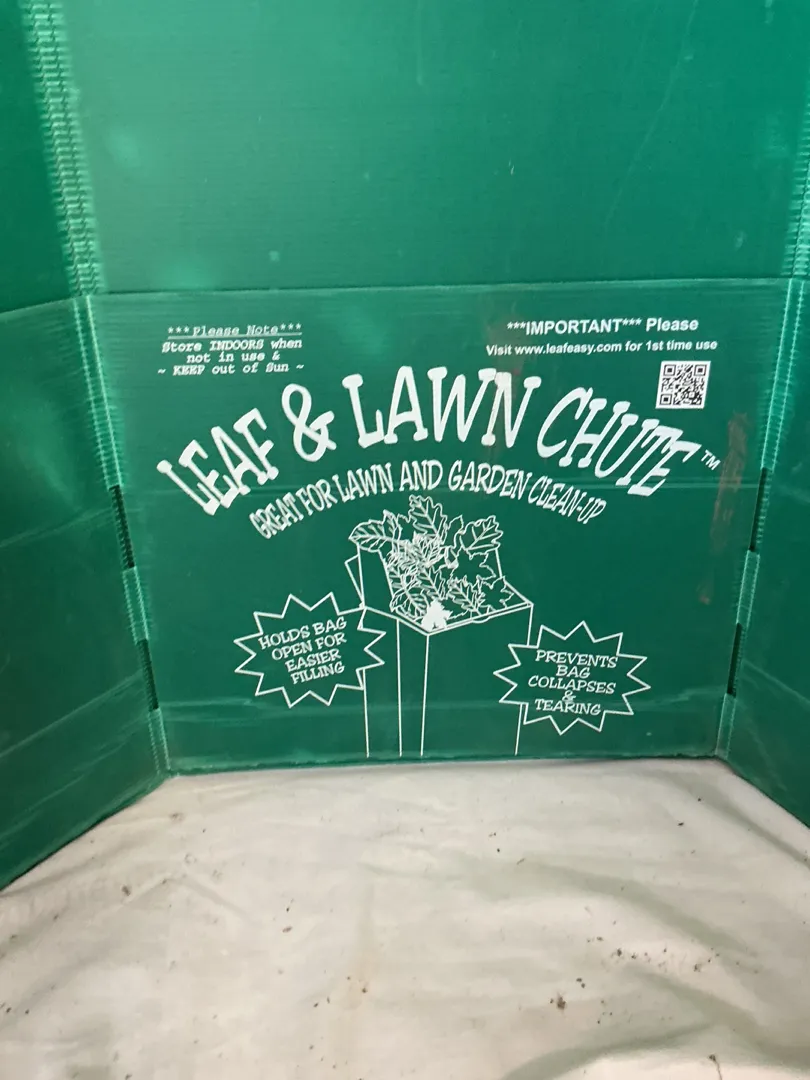 *** Please Note***
Store INDOORS when
not in use &
~ KEEP out of Sun ~
***IMPORTANT*** Please
Visit www.leafeasy.com for 1st time use
LEAF & LAWN CHUTE™
GREAT FOR LAWN AND GARDEN CLEAN-UP
HOLDS BAG
OPEN FOR
EASIER
FILLING
PREVENTS
BAG
COLLAPSES
&
TEARING